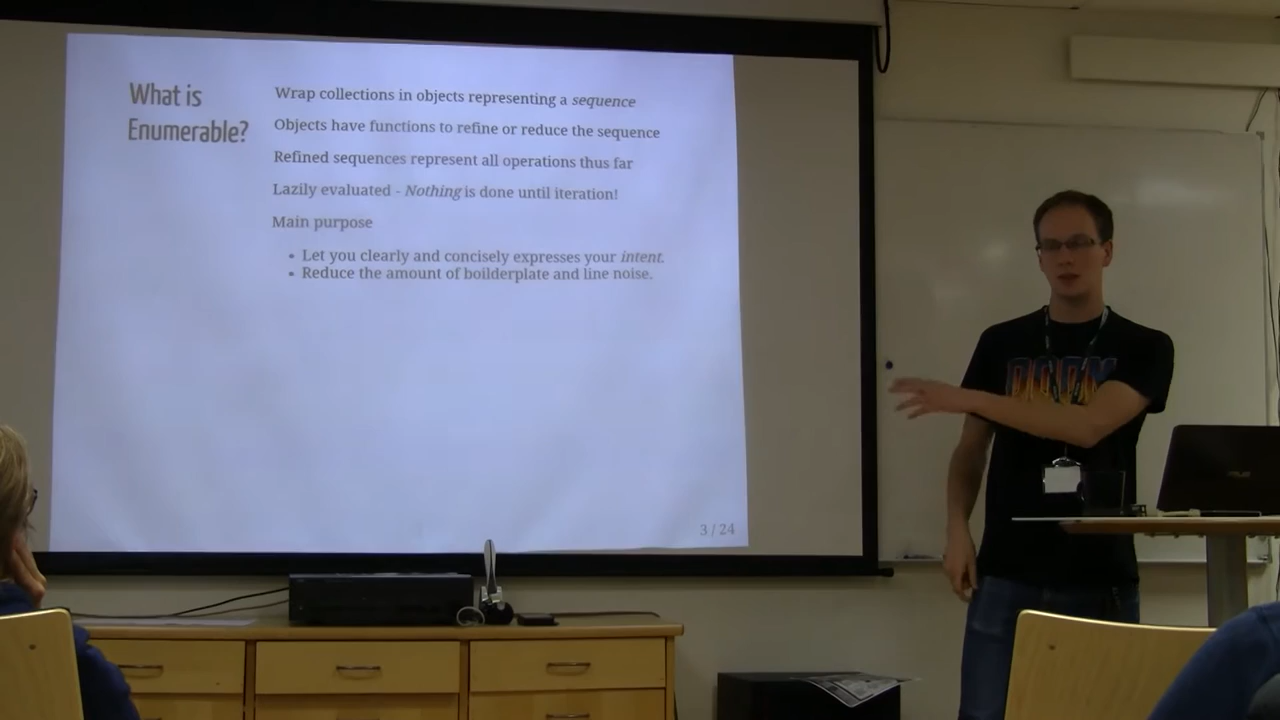 What is
Enumerable?
Wrap collections in objects representing a sequence
Objects have functions to refine or reduce the sequence
Refined sequences represent all operations thus far
Lazily evaluated - Nothing is done until iteration!
Main purpose
• Let you clearly and concisely expresses your intent.
• Reduce the amount of boilderplate and line noise.
3 / 24
DOOM
ASUS